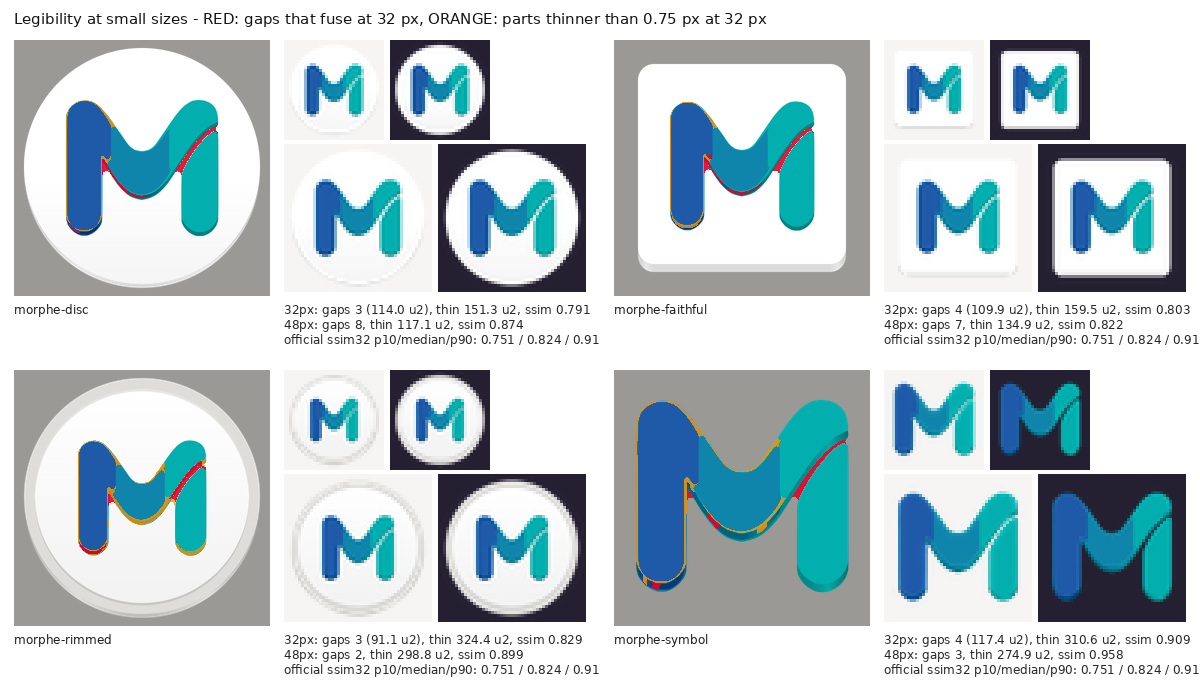 Legibility at small sizes - RED: gaps that fuse at 32 px, ORANGE: parts thinner than 0.75 px at 32 px
morphe-disc
32px: gaps 3 (114.0 u2), thin 151.3 u2, ssim 0.791
48px: gaps 8, thin 117.1 u2, ssim 0.874
official ssim32 p10/median/p90: 0.751 / 0.824 / 0.91
morphe-faithful
32px: gaps 4 (109.9 u2), thin 159.5 u2, ssim 0.803
48px: gaps 7, thin 134.9 u2, ssim 0.822
official ssim32 p10/median/p90: 0.751 / 0.824 / 0.91
morphe-rimmed
32px: gaps 3 (91.1 u2), thin 324.4 u2, ssim 0.829
48px: gaps 2, thin 298.8 u2, ssim 0.899
official ssim32 p10/median/p90: 0.751 / 0.824 / 0.91
morphe-symbol
32px: gaps 4 (117.4 u2), thin 310.6 u2, ssim 0.909
48px: gaps 3, thin 274.9 u2, ssim 0.958
official ssim32 p10/median/p90: 0.751 / 0.824 / 0.91